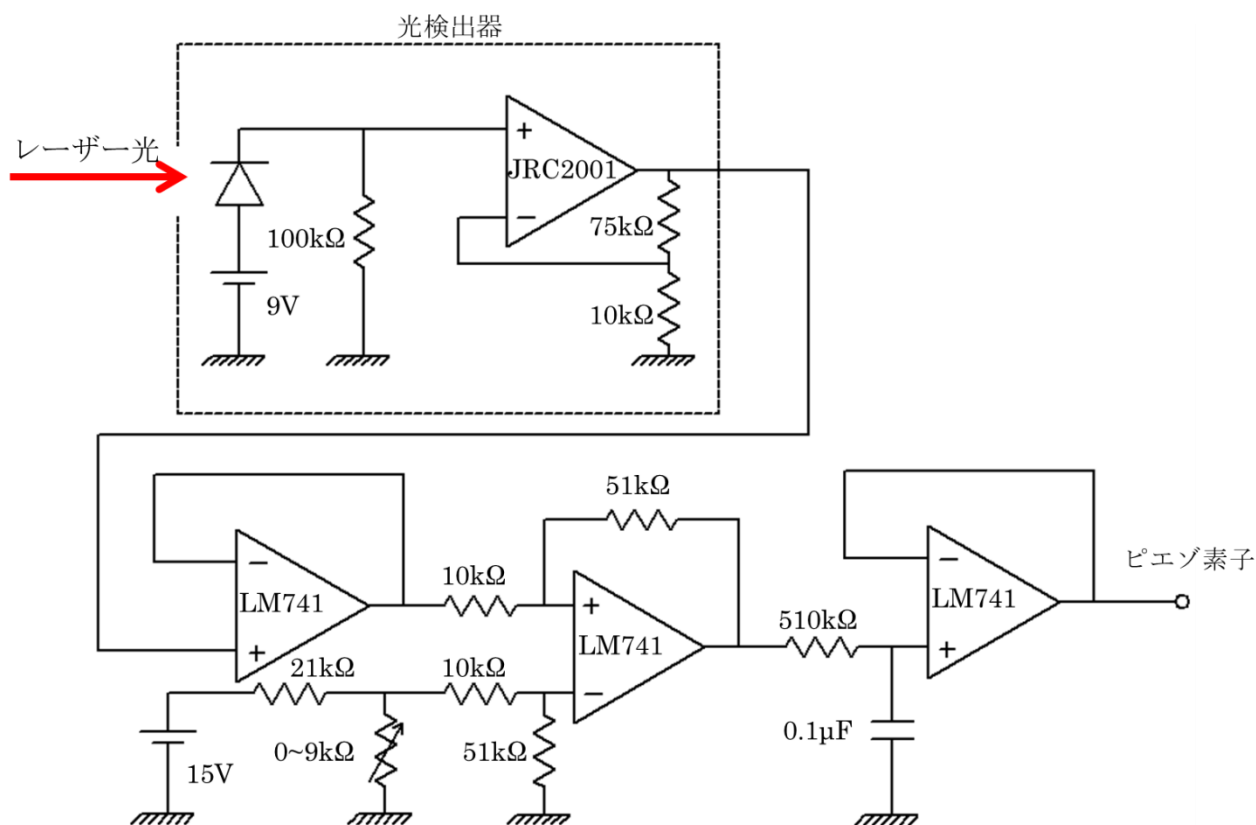 光検出器
レーザー光
+
JRC2001
−
100kΩ
75kΩ
9V
10kΩ
51kΩ
−
LM741
+
10kΩ
+
LM741
−
510kΩ
−
LM741
+
ピエゾ素子
21kΩ
10kΩ
15V
0~9kΩ
51kΩ
0.1µF